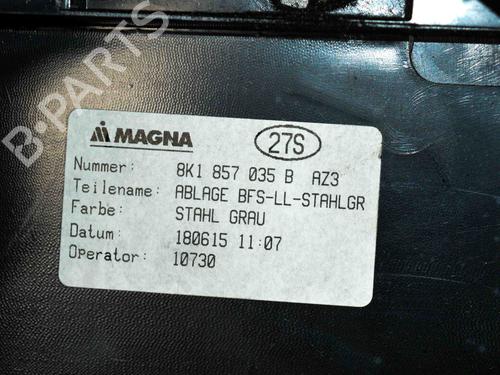 MAGNA 27S
Nummer: 8K1 857 035 B AZ3
Teilename: ABLAGE BFS-LL-STAHLGR
Farbe: STAHL GRAU
Datum: 180615 11:07
Operator: 10730
B-PARTS